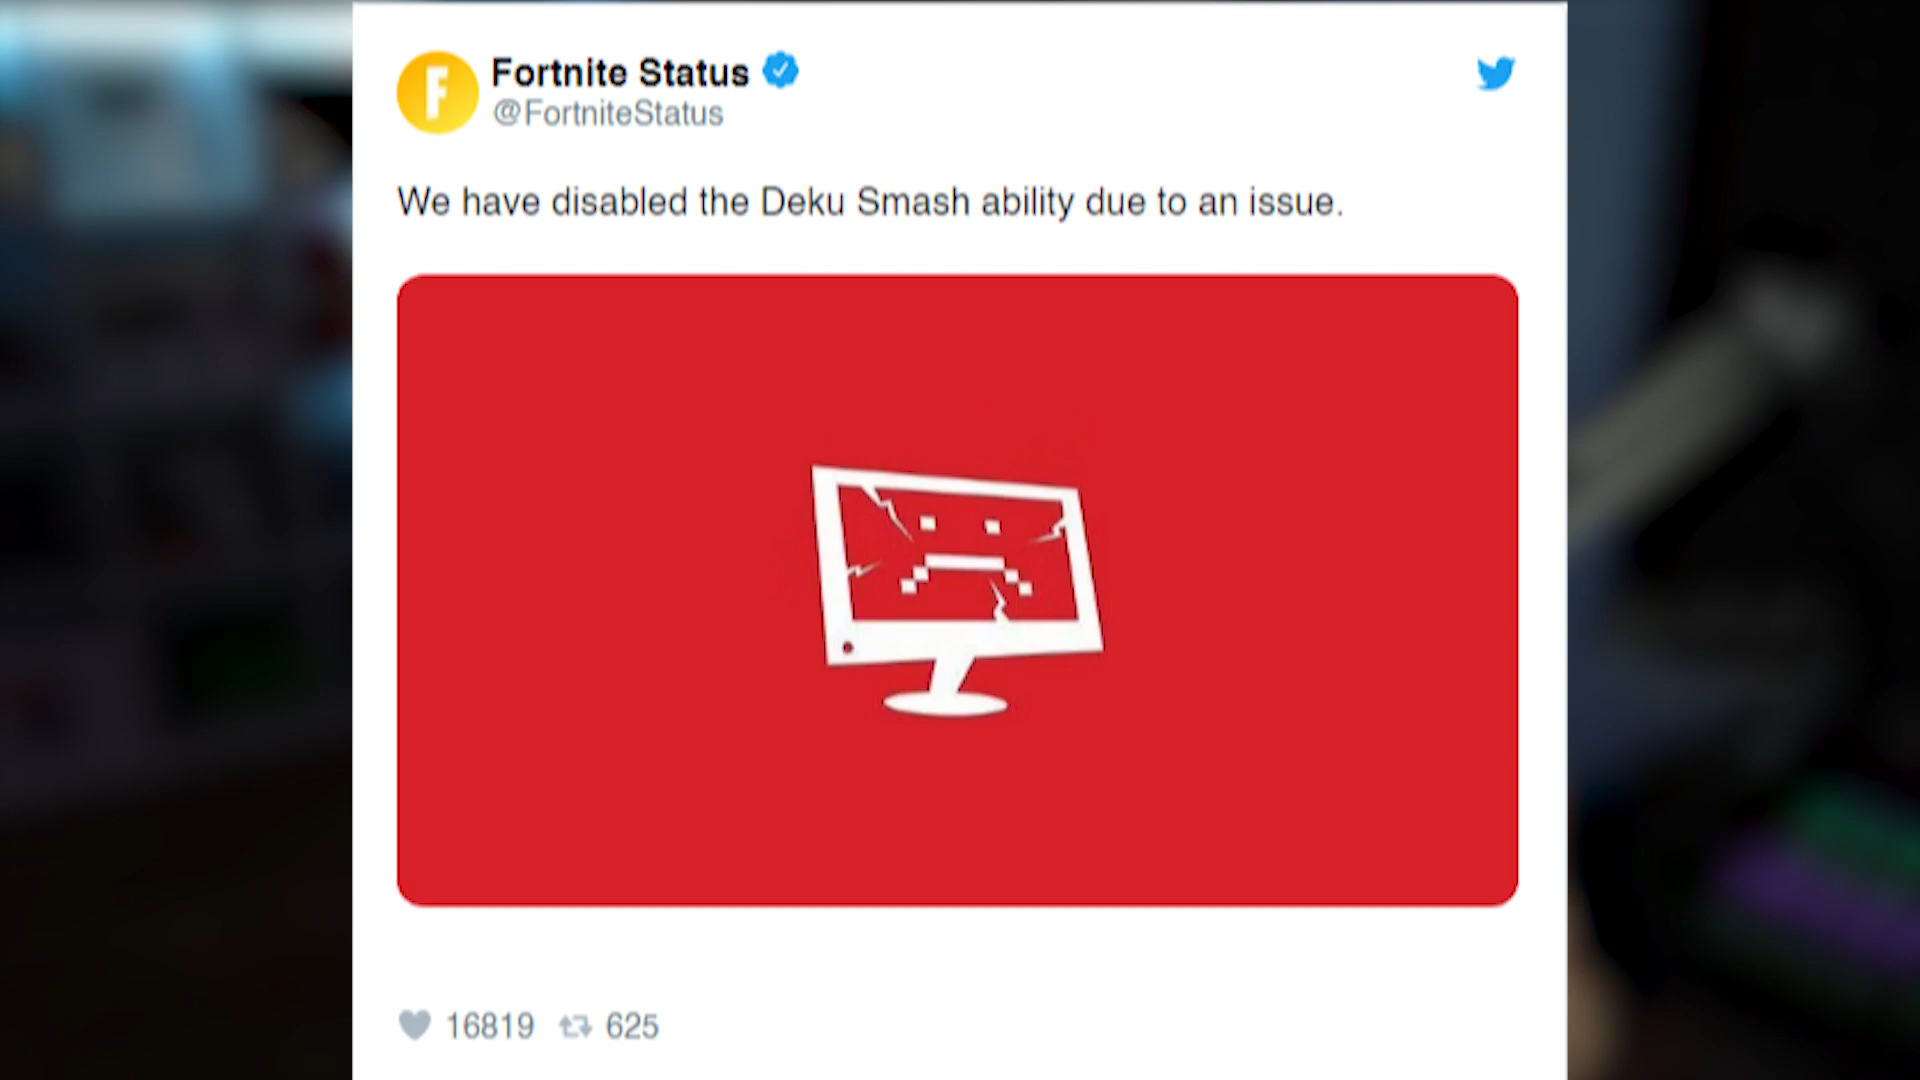 Fortnite Status
@FortniteStatus
We have disabled the Deku Smash ability due to an issue.
16819 625